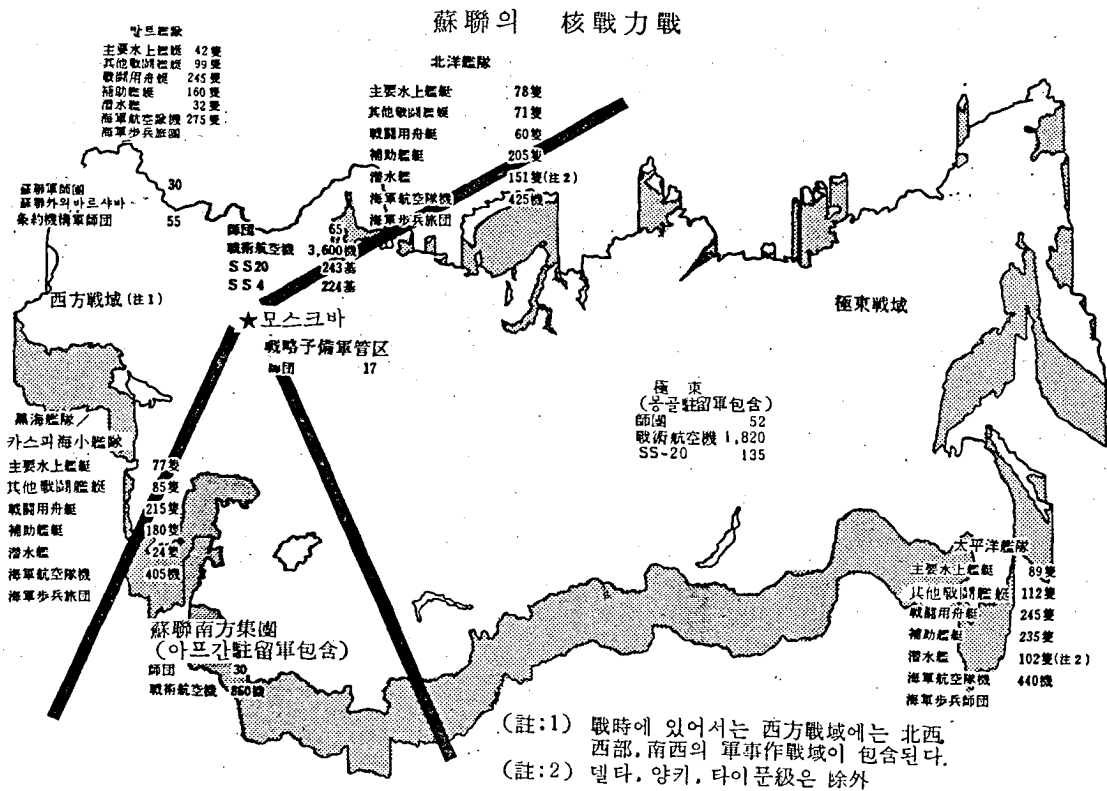 蘇聯의 核戰力戰
발트艦隊
主要水上艦艇 42隻
其他戰鬪艦艇 99隻
戰鬪用舟艇 245隻
補助艦艇 160隻
潜水艦 32隻
海軍航空隊機 275隻
海軍歩兵旅團
北洋艦隊
主要水上艦艇 78隻
其他戰鬪艦艇 71隻
戰鬪用舟艇 60隻
補助艦艇 205隻
潜水艦 151隻(注2)
海軍航空隊機 425機
海軍歩兵旅団
蘇聯軍師團 30
蘇聯外의 바르샤바
条約機構軍師団 55
師団 65
戦術航空機 3,600機
SS20 243基
SS4 224基
西方戦域(注1)
★모스크바
戦略予備軍管区
師団 17
極東戦域
極東
(몽골駐留軍包含)
師團 52
戰術航空機 1,820
SS-20 135
黒海艦隊/
카스피海小艦隊
主要水上艦艇 77隻
其他戰鬪艦艇 85隻
戰鬪用舟艇 215隻
補助艦艇 180隻
潜水艦 24隻
海軍航空隊機 405機
海軍歩兵旅団
蘇聯南方集團
(아프간駐留軍包含)
師団 30
戦術航空機 860機
太平洋艦隊
主要水上艦艇 89隻
其他戰鬪艦艇 112隻
戰鬪用舟艇 245隻
補助艦艇 235隻
潜水艦 102隻(注2)
海軍航空隊機 440機
海軍歩兵師団
(註:1) 戰時에 있어서는 西方戰域에는 北西,
西部,南西의 軍事作戰域이 包含된다.
(註:2) 델타, 양키, 타이푼級은 除外